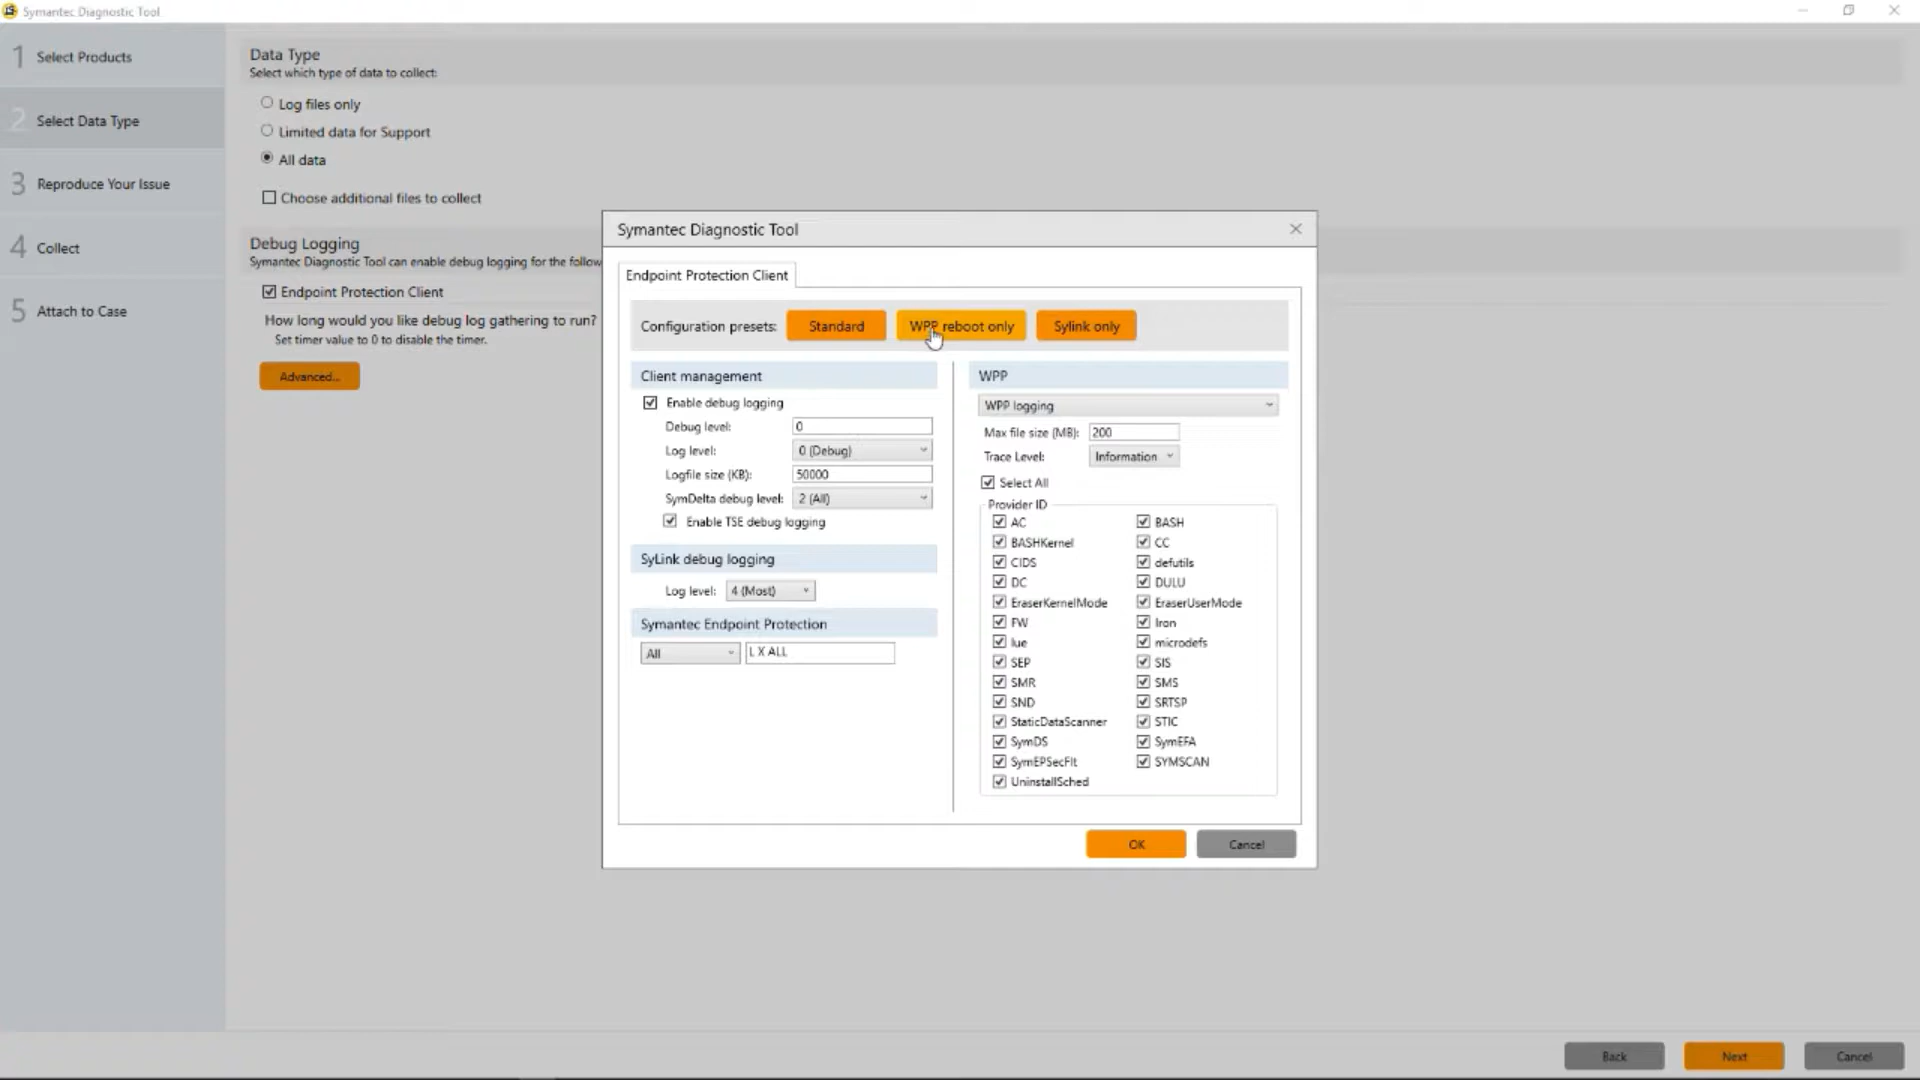 Symantec Diagnostic Tool
1 Select Products
2 Select Data Type
3 Reproduce Your Issue
4 Collect
5 Attach to Case
Data Type
Select which type of data to collect:
Log files only
Limited data for Support
All data
Choose additional files to collect
Debug Logging
Symantec Diagnostic Tool can enable debug logging for the follow
Endpoint Protection Client
How long would you like debug log gathering to run?
Set timer value to 0 to disable the timer.
Advanced...
Symantec Diagnostic Tool
Endpoint Protection Client
Configuration presets: Standard WPP reboot only Sylink only
Client management
Enable debug logging
Debug level: 0
Log level: 0 (Debug)
Logfile size (KB): 50000
SymDelta debug level: 2 (All)
Enable TSE debug logging
SyLink debug logging
Log level: 4 (Most)
Symantec Endpoint Protection
All L X ALL
WPP
WPP logging
Max file size (MB): 200
Trace Level: Information
Select All
Provider ID
AC BASH
BASHKernel CC
CIDS defutils
DC DULU
EraserKernelMode EraserUserMode
FW Iron
lue microdefs
SEP SIS
SMR SMS
SND SRTSP
StaticDataScanner STIC
SymDS SymEFA
SymEPSecFlt SYMSCAN
UninstallSched
OK Cancel
Back Next Cancel